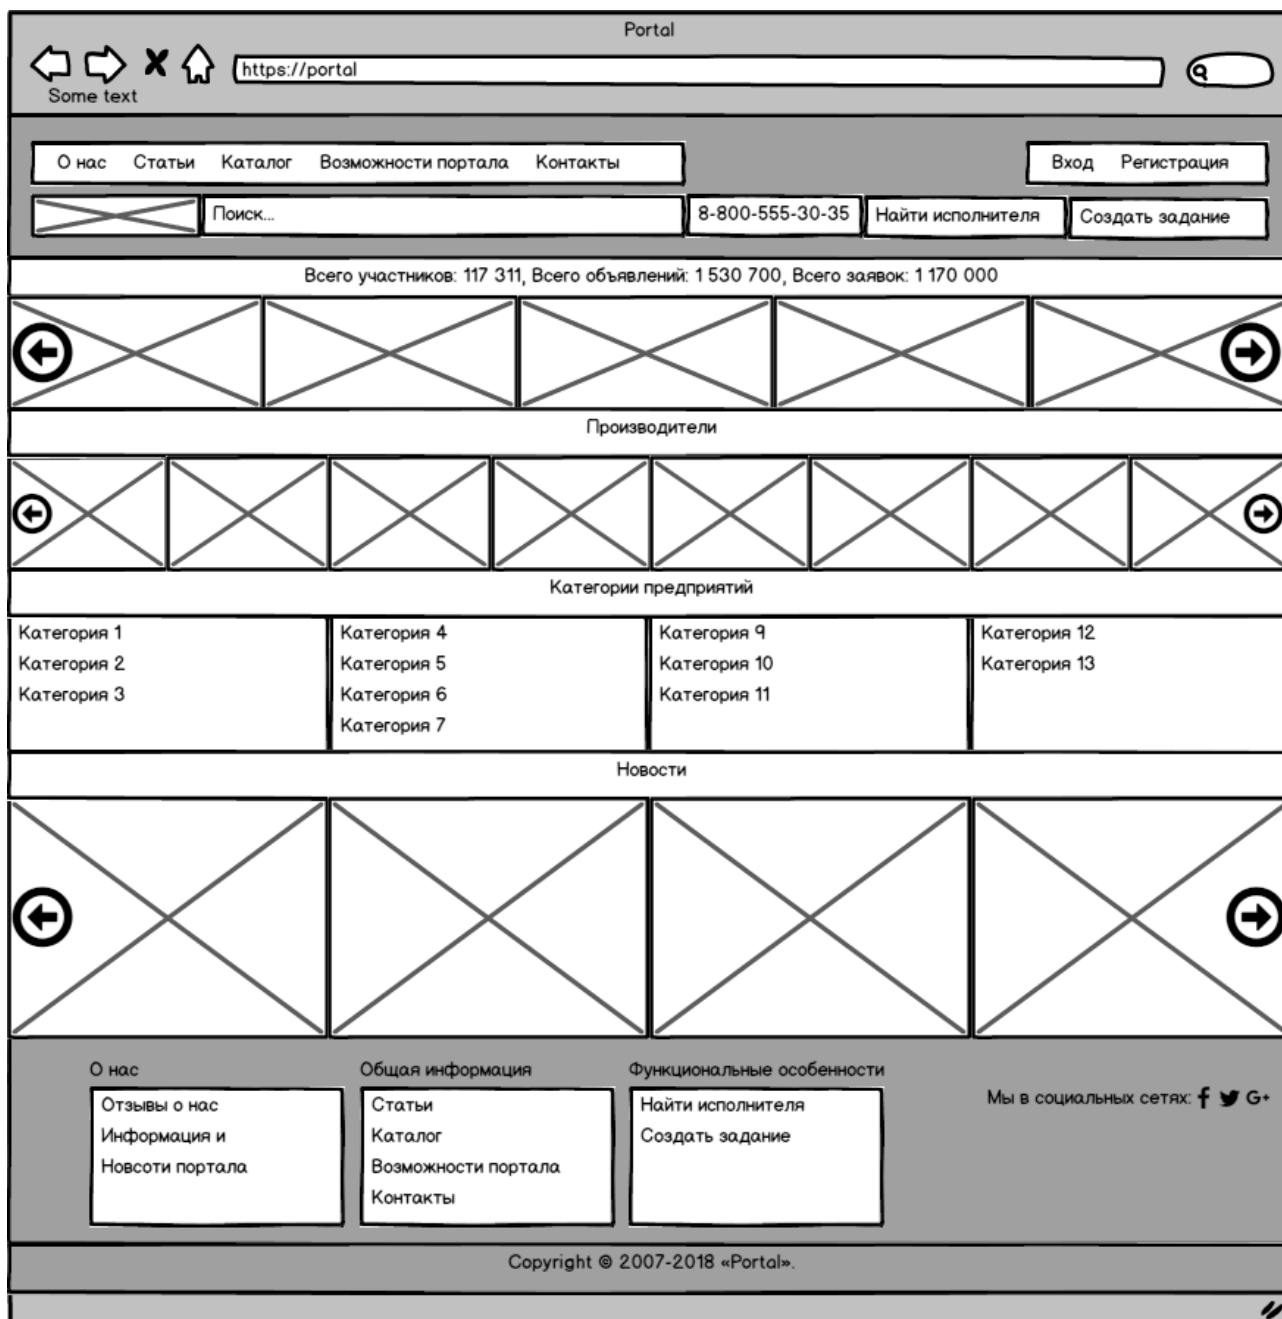 Portal
https://portal
Some text
О нас Статьи Каталог Возможности портала Контакты
Вход Регистрация
Поиск...
8-800-555-30-35
Найти исполнителя
Создать задание
Всего участников: 117 311, Всего объявлений: 1 530 700, Всего заявок: 1 170 000
Производители
Категории предприятий
Категория 1
Категория 2
Категория 3
Категория 4
Категория 5
Категория 6
Категория 7
Категория 9
Категория 10
Категория 11
Категория 12
Категория 13
Новости
О нас
Отзывы о нас
Информация и
Новсоти портала
Общая информация
Статьи
Каталог
Возможности портала
Контакты
Функциональные особенности
Найти исполнителя
Создать задание
Мы в социальных сетях: f G+
Copyright © 2007-2018 «Portal».